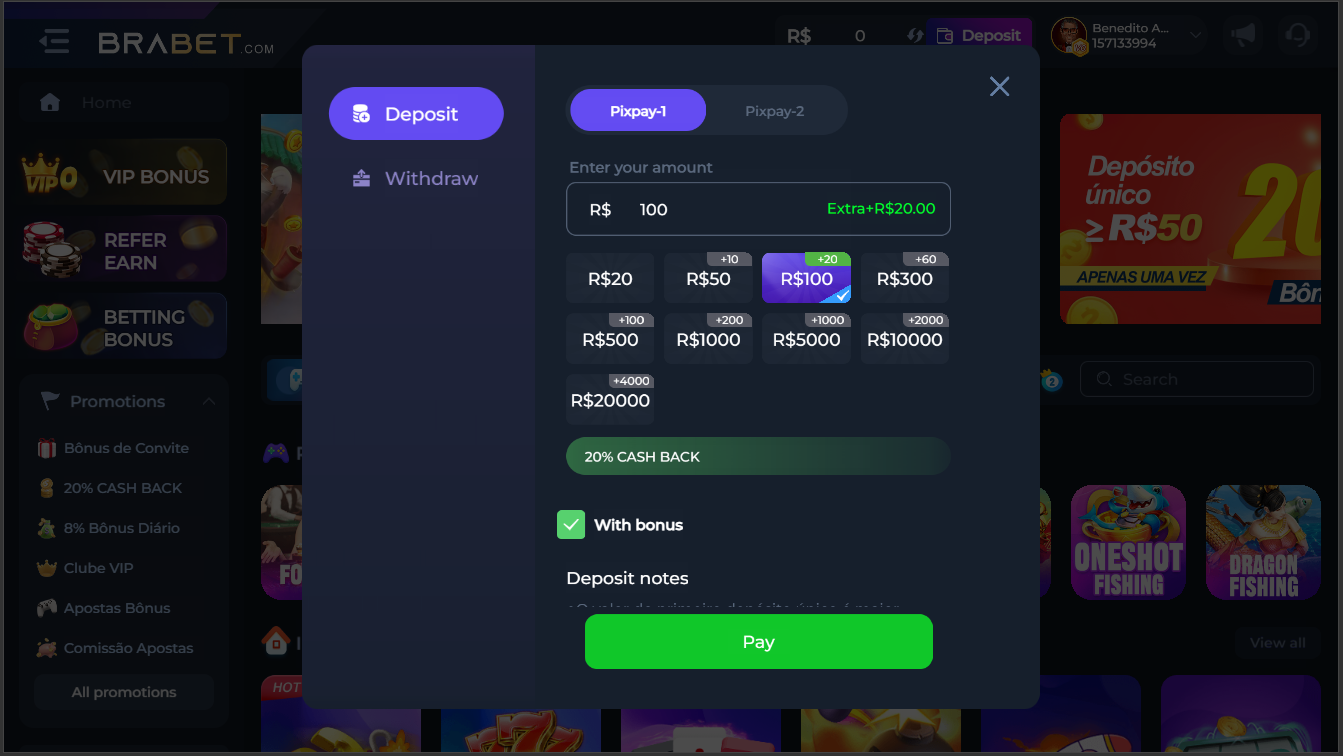 BRABET.COM
R$ 0
Deposit
Benedito A...
157133994
Home
VIP
VIP BONUS
REFER
EARN
BETTING
BONUS
Promotions
Bônus de Convite
20% CASH BACK
8% Bônus Diário
Clube VIP
Apostas Bônus
Comissão Apostas
All promotions
Deposit
Withdraw
Pixpay-1
Pixpay-2
Enter your amount
R$ 100 Extra+R$20.00
R$20
+10
R$50
+20
R$100
+60
R$300
+100
R$500
+200
R$1000
+1000
R$5000
+2000
R$10000
+4000
R$20000
20% CASH BACK
With bonus
Deposit notes
Pay
Depósito
único
≥R$50
APENAS UMA VEZ
2
Search
ONESHOT
FISHING
DRAGON
FISHING
View all
HOT